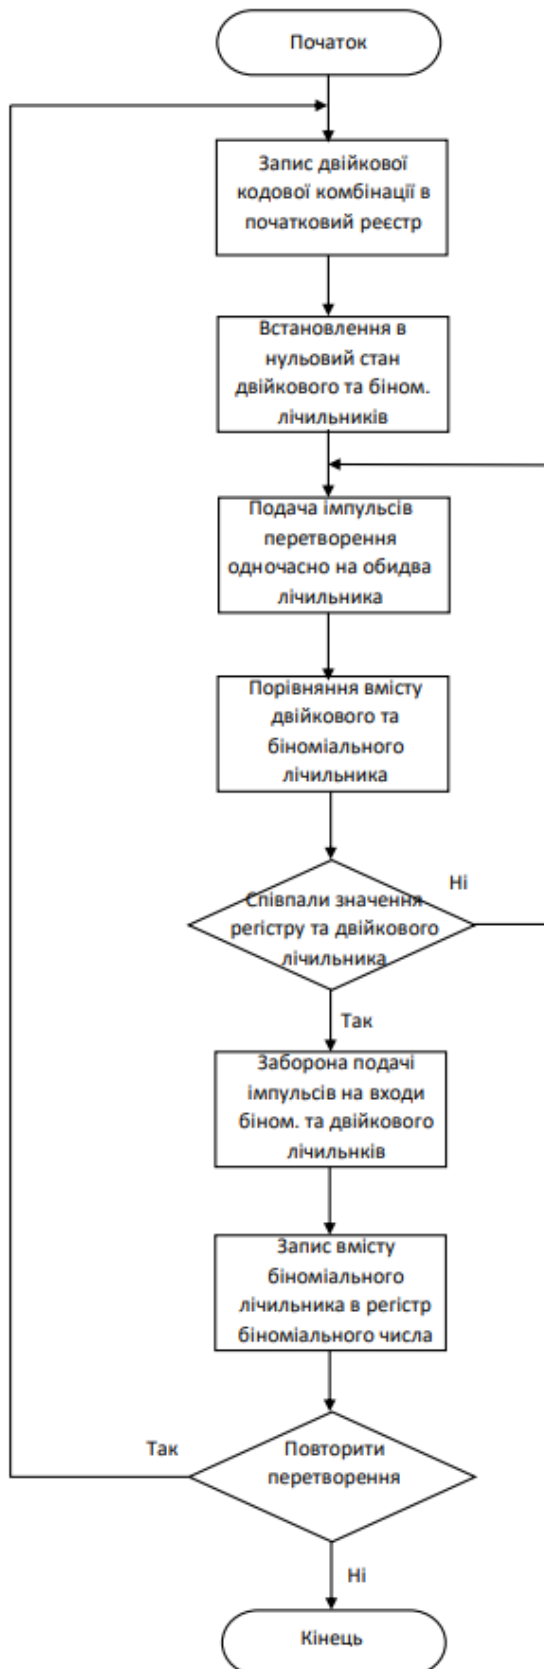 Початок
Запис двійкової
кодової комбінації в
початковий реєстр
Встановлення в
нульовий стан
двійкового та біном.
лічильників
Подача імпульсів
перетворення
одночасно на обидва
лічильника
Порівняння вмісту
двійкового та
біноміального
лічильника
Ні
Співпали значення
регістру та двійкового
лічильника
Так
Заборона подачі
імпульсів на входи
біном. та двійкового
лічильнків
Запис вмісту
біноміального
лічильника в регістр
біноміального числа
Так
Повторити
перетворення
Ні
Кінець